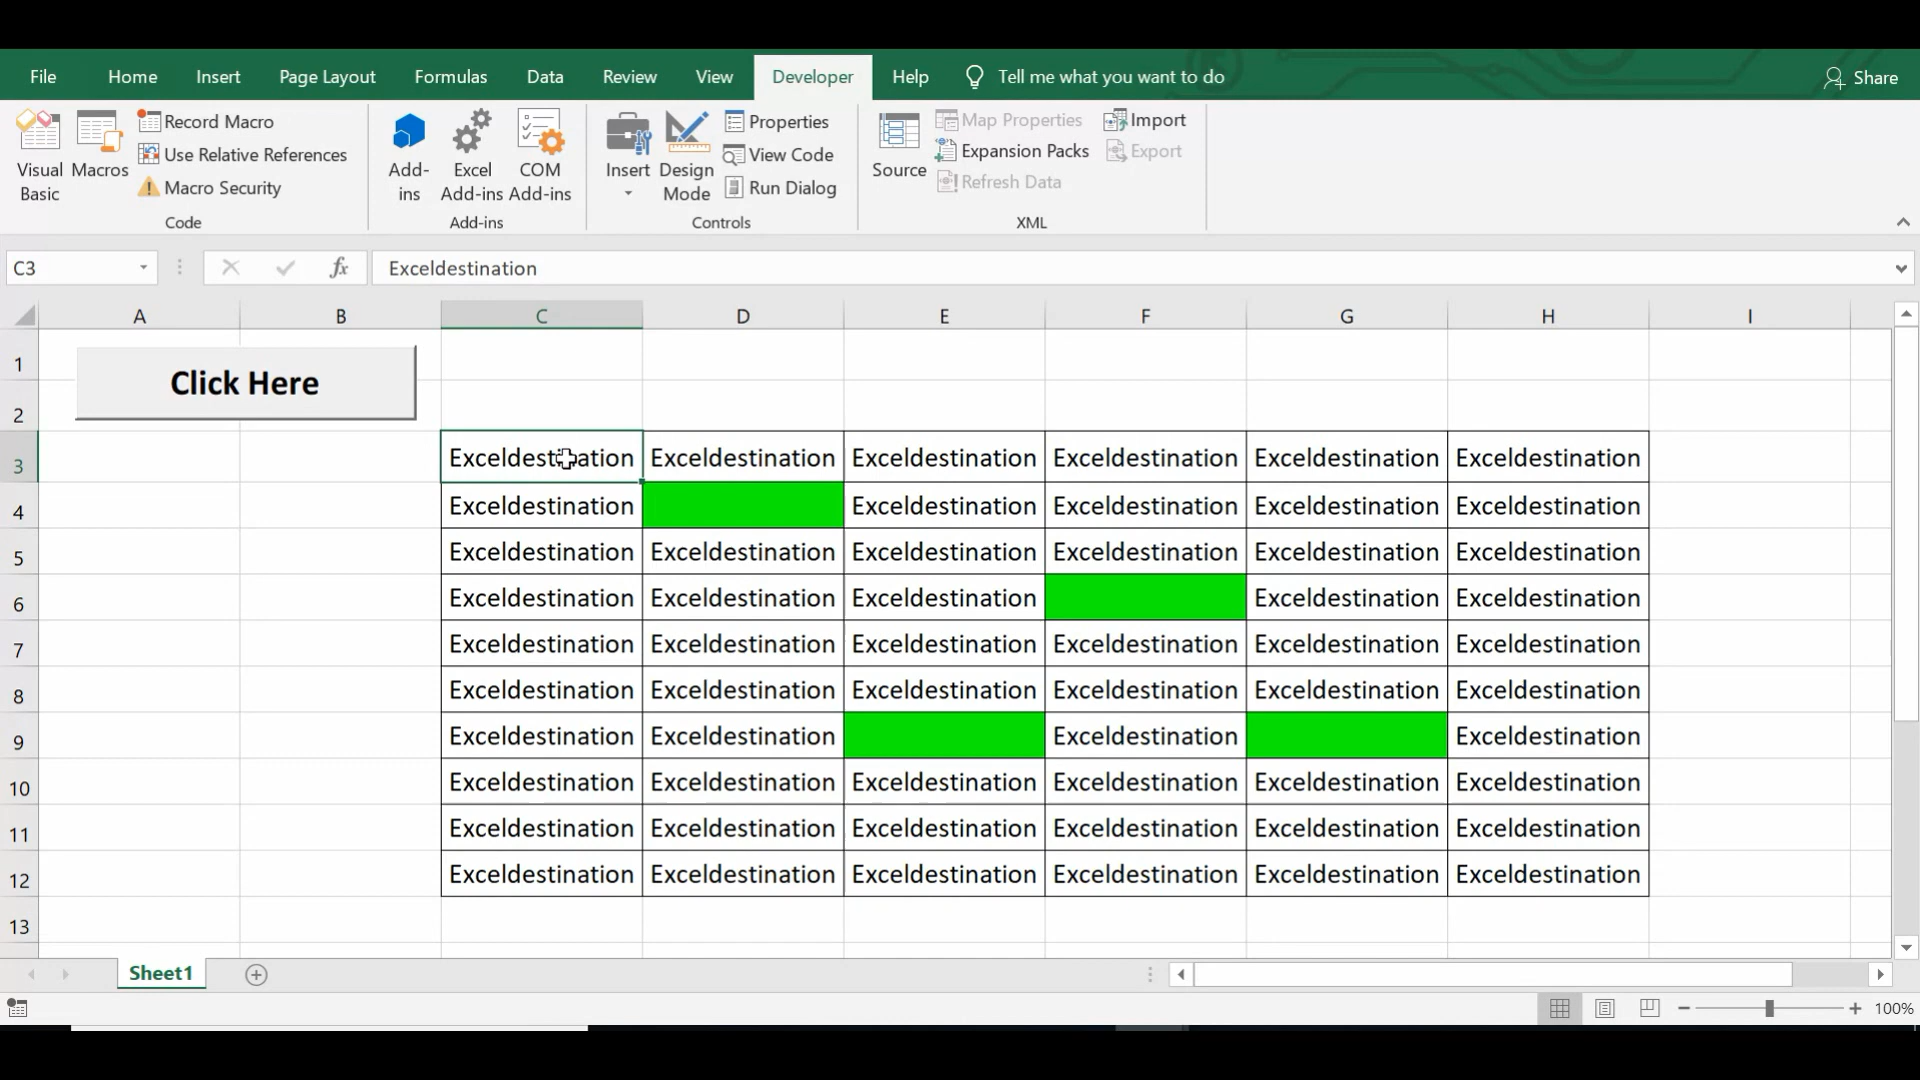 File Home Insert Page Layout Formulas Data Review View Developer Help Tell me what you want to do Share
Visual Basic
Macros
Record Macro
Use Relative References
Macro Security
Code
Add-ins
Excel Add-ins
COM Add-ins
Add-ins
Insert
Design Mode
Properties
View Code
Run Dialog
Controls
Source
Map Properties
Expansion Packs
Refresh Data
Import
Export
XML
C3 fx Exceldestination
A B C D E F G H I
1
Click Here
2
3 Exceldestination Exceldestination Exceldestination Exceldestination Exceldestination Exceldestination
4 Exceldestination Exceldestination Exceldestination Exceldestination Exceldestination
5 Exceldestination Exceldestination Exceldestination Exceldestination Exceldestination Exceldestination
6 Exceldestination Exceldestination Exceldestination Exceldestination Exceldestination
7 Exceldestination Exceldestination Exceldestination Exceldestination Exceldestination Exceldestination
8 Exceldestination Exceldestination Exceldestination Exceldestination Exceldestination Exceldestination
9 Exceldestination Exceldestination Exceldestination Exceldestination
10 Exceldestination Exceldestination Exceldestination Exceldestination Exceldestination Exceldestination
11 Exceldestination Exceldestination Exceldestination Exceldestination Exceldestination Exceldestination
12 Exceldestination Exceldestination Exceldestination Exceldestination Exceldestination Exceldestination
13
Sheet1
100%